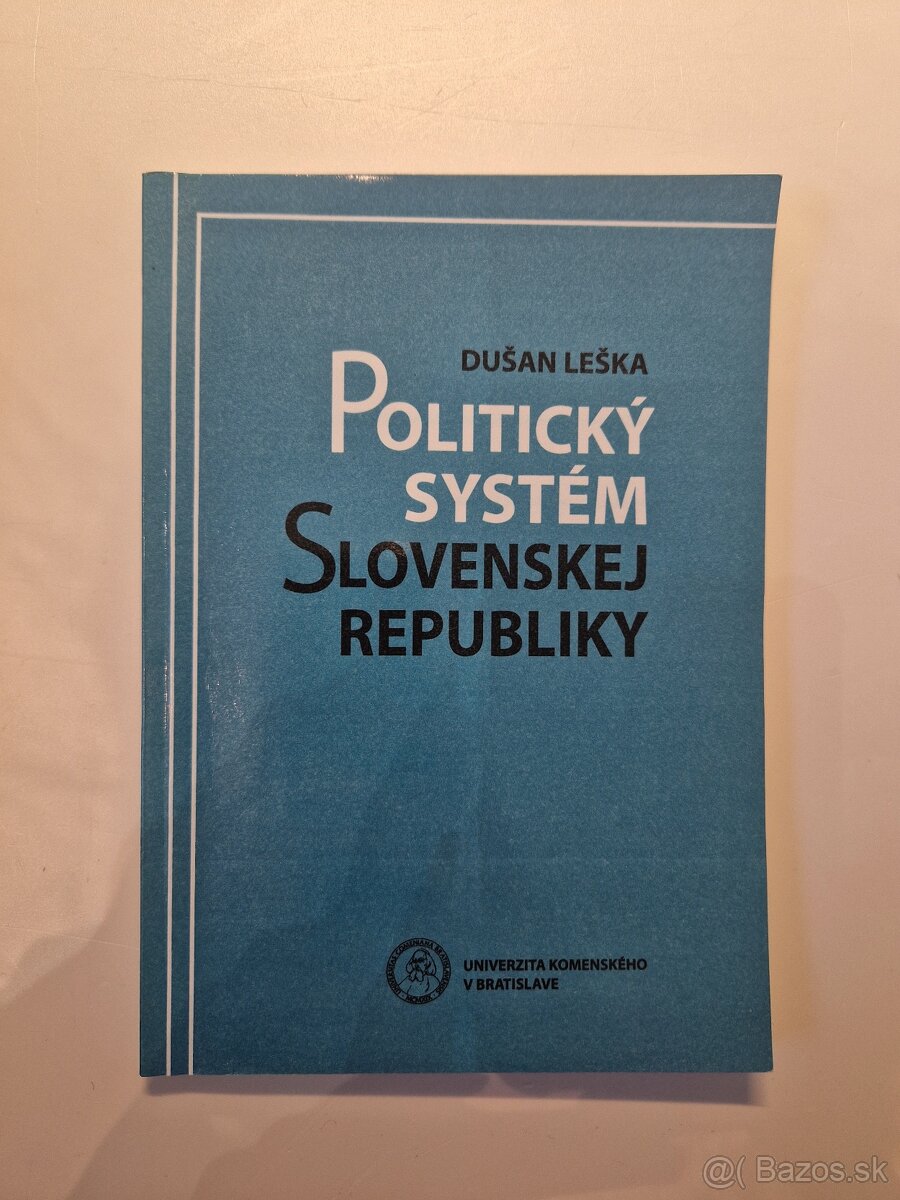 DUŠAN LEŠKA
POLITICKÝ
SYSTÉM
SLOVENSKEJ
REPUBLIKY
UNIVERZITA KOMENSKÉHO
V BRATISLAVE
@( Bazos.sk